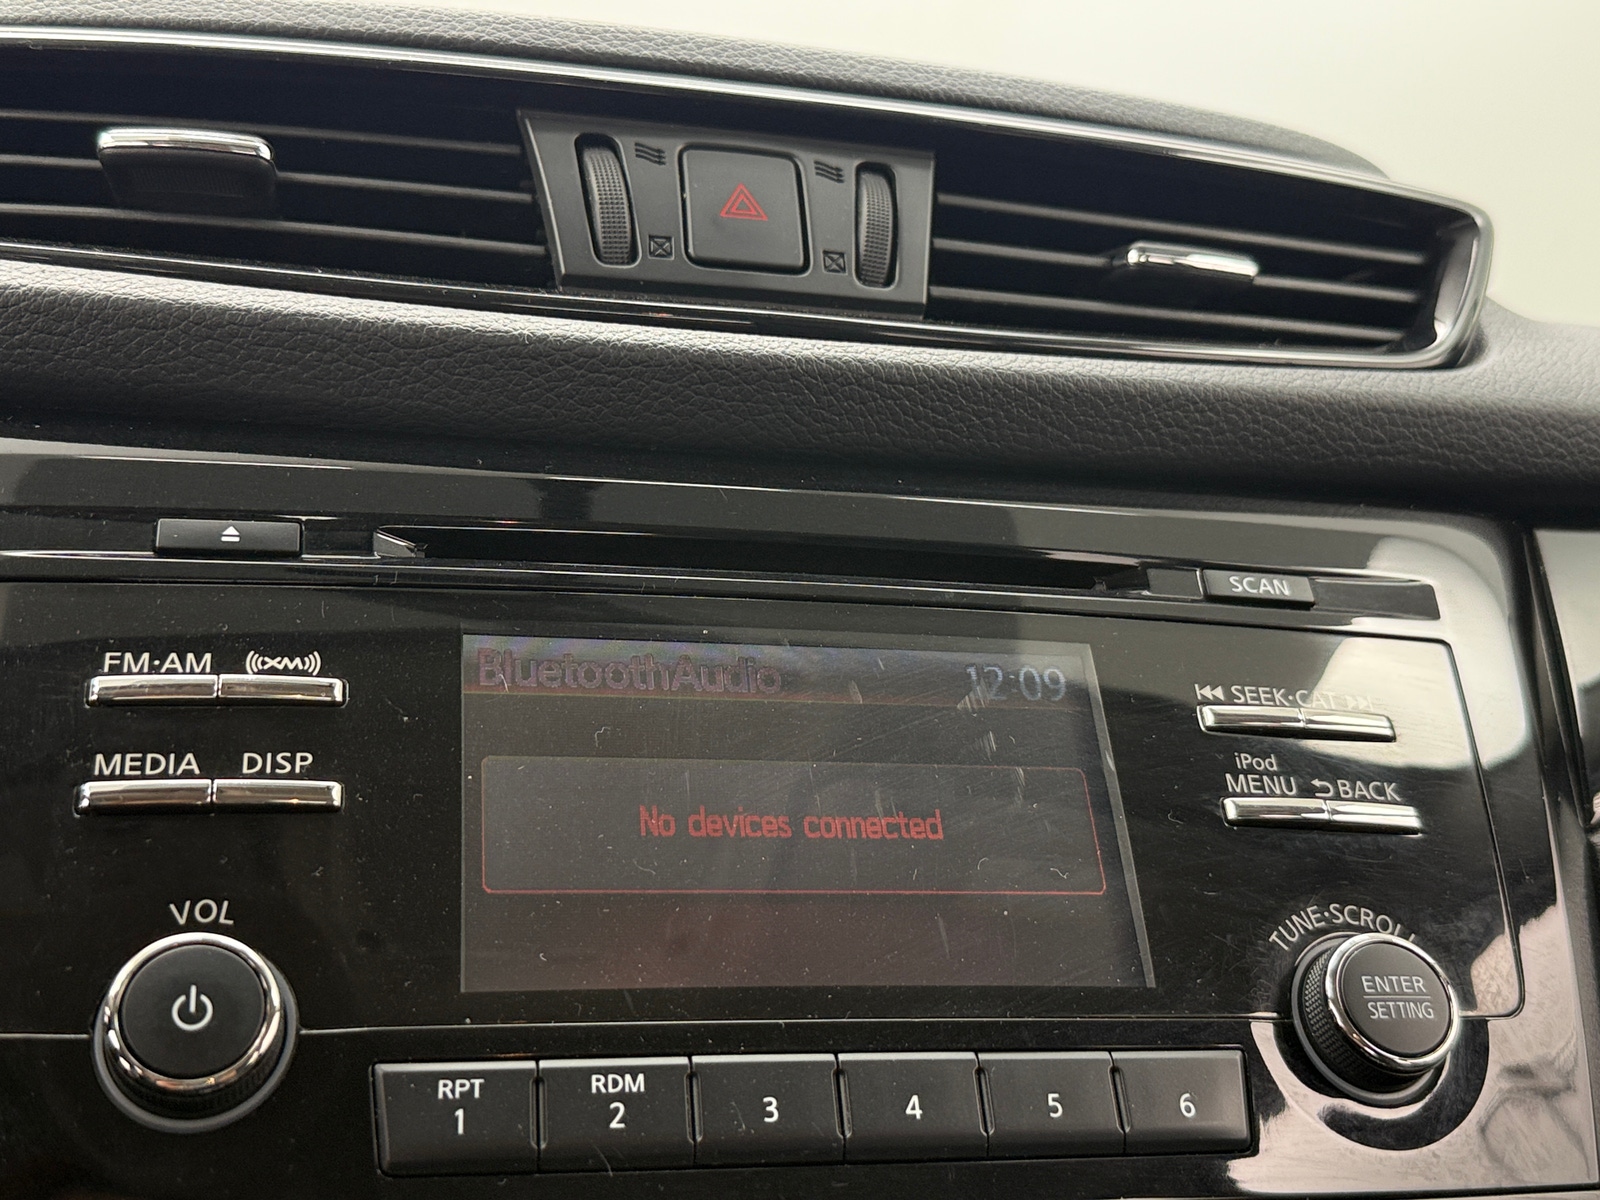 SCAN
FM·AM
((XM))
BluetoothAudio
12:09
SEEK·CAT
MEDIA
DISP
No devices connected
iPod
MENU
BACK
VOL
TUNE·SCROLL
ENTER
SETTING
RPT
1
RDM
2
3
4
5
6